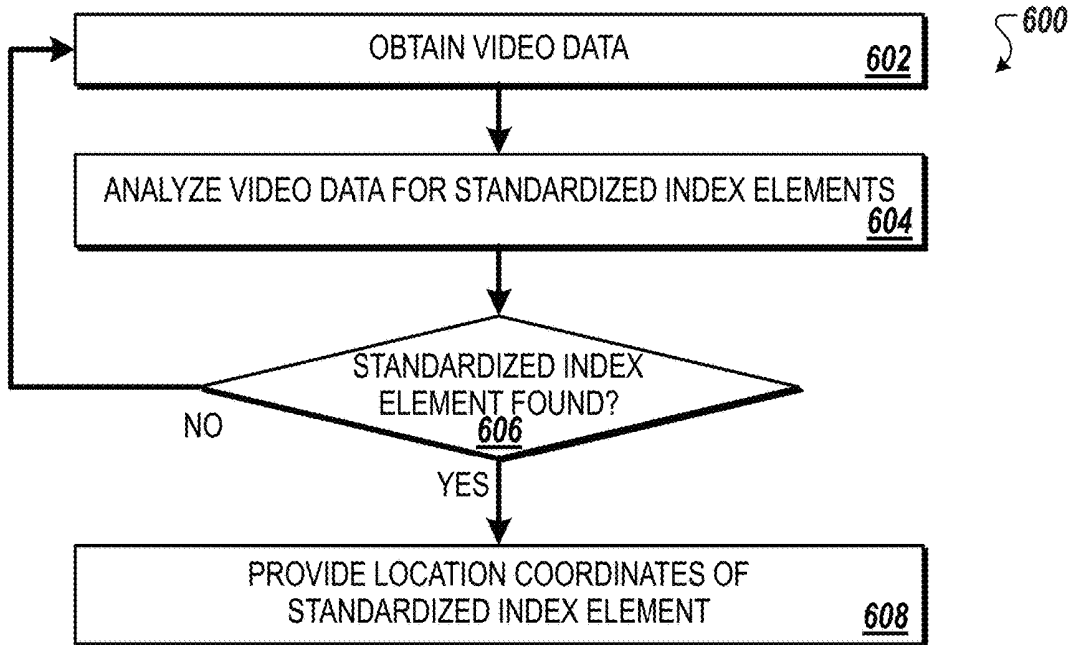 600
OBTAIN VIDEO DATA
602
ANALYZE VIDEO DATA FOR STANDARDIZED INDEX ELEMENTS
604
STANDARDIZED INDEX
ELEMENT FOUND?
606
NO
YES
PROVIDE LOCATION COORDINATES OF
STANDARDIZED INDEX ELEMENT
608